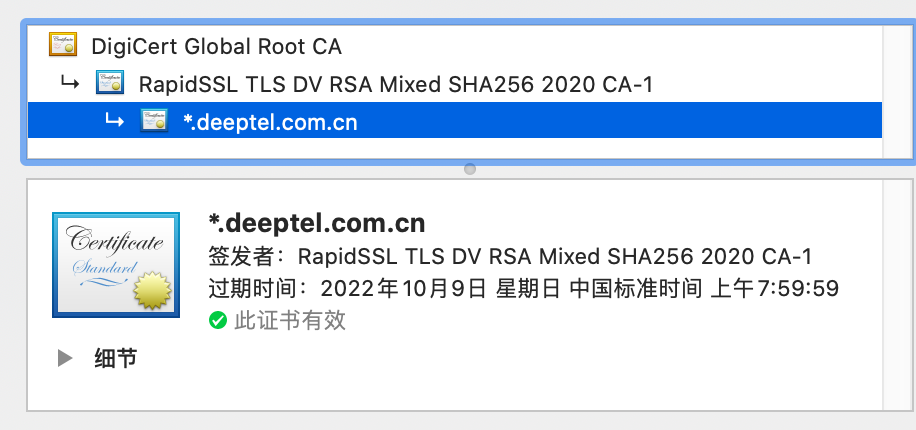 DigiCert Global Root CA
RapidSSL TLS DV RSA Mixed SHA256 2020 CA-1
*.deeptel.com.cn
Certificate
Standard
*.deeptel.com.cn
签发者：RapidSSL TLS DV RSA Mixed SHA256 2020 CA-1
过期时间：2022年10月9日 星期日 中国标准时间 上午7:59:59
此证书有效
细节